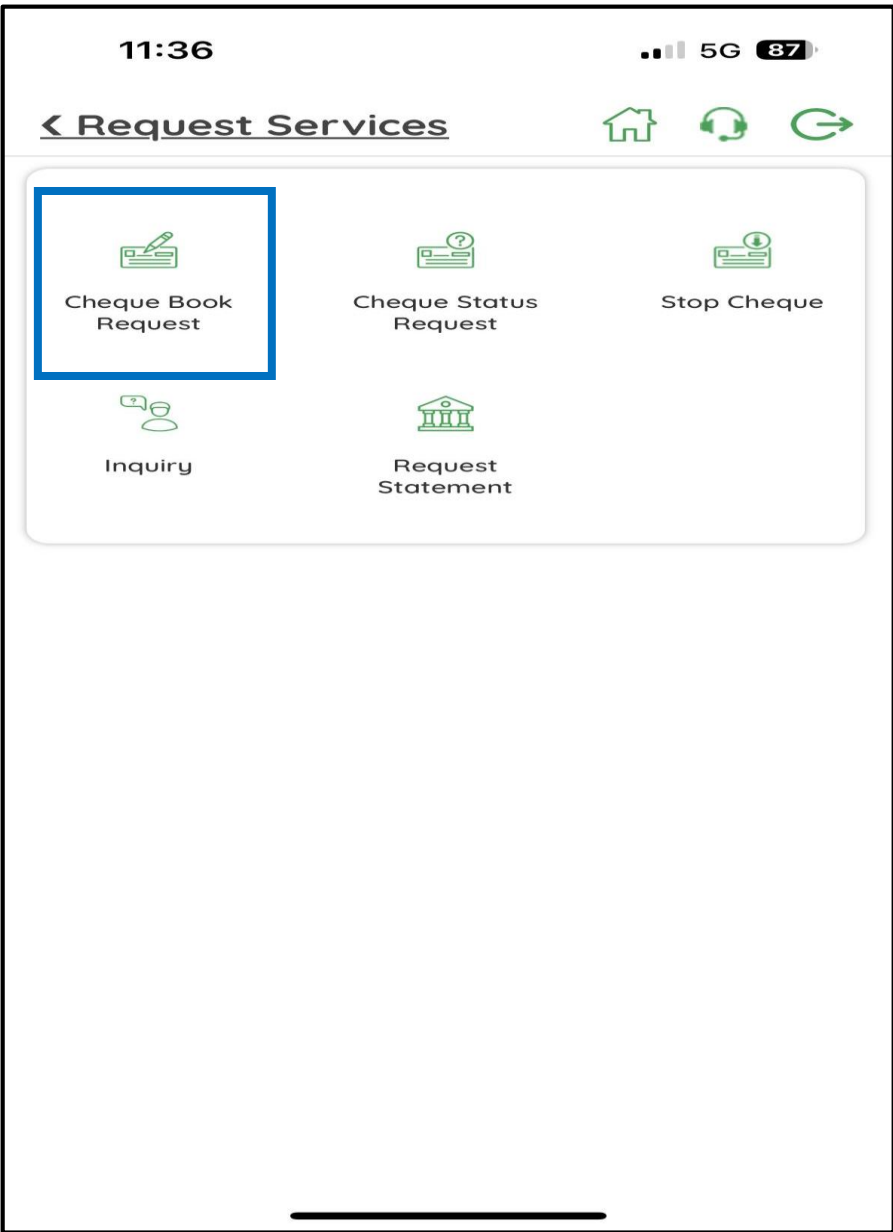 11:36 5G 87
< Request Services
Cheque Book
Request
Cheque Status
Request
Stop Cheque
Inquiry
Request
Statement